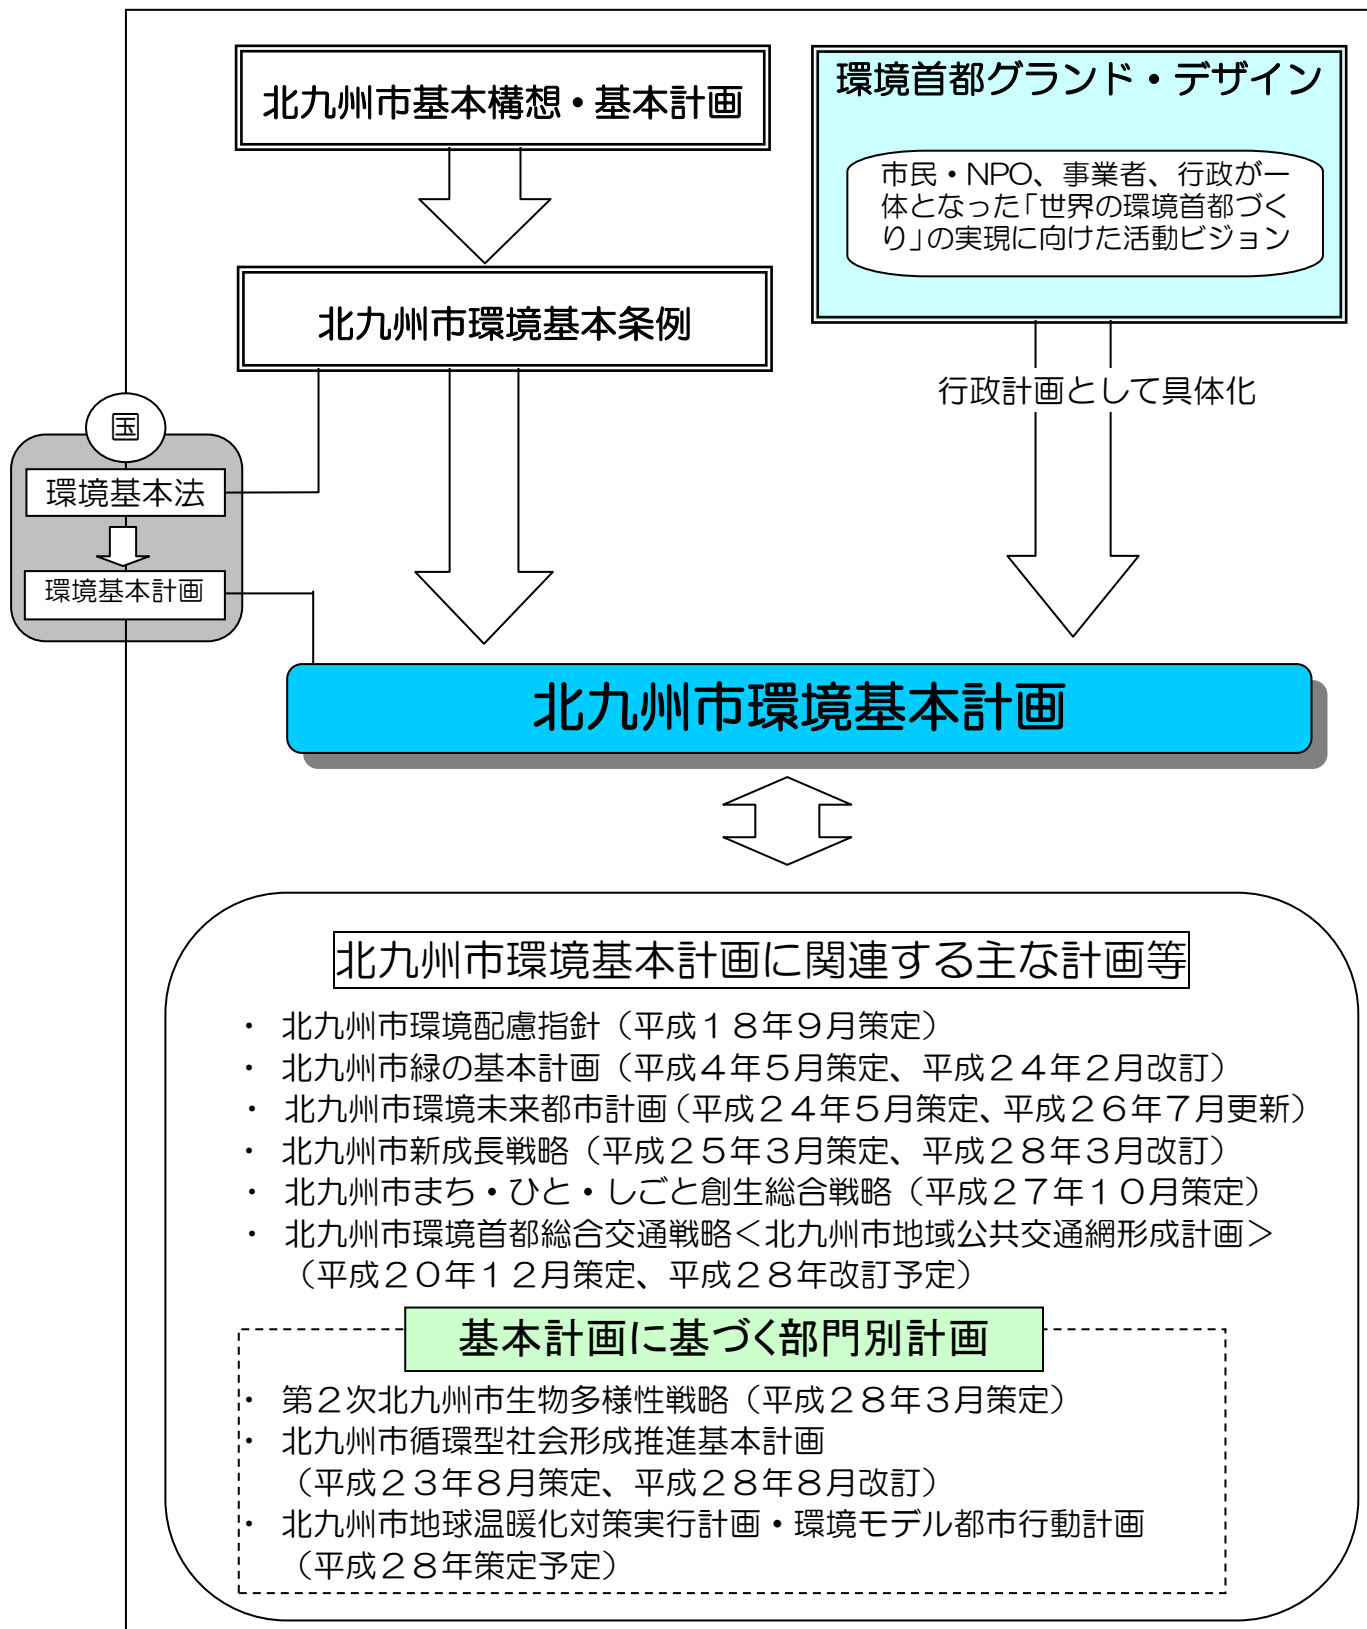 北九州市基本構想・基本計画
環境首都グランド・デザイン
市民・NPO、事業者、行政が一
体となった「世界の環境首都づく
り」の実現に向けた活動ビジョン
北九州市環境基本条例
行政計画として具体化
国
環境基本法
環境基本計画
北九州市環境基本計画
北九州市環境基本計画に関連する主な計画等
・ 北九州市環境配慮指針（平成１８年９月策定）
・ 北九州市緑の基本計画（平成４年５月策定、平成２４年２月改訂）
・ 北九州市環境未来都市計画（平成２４年５月策定、平成２６年７月更新）
・ 北九州市新成長戦略（平成２５年３月策定、平成２８年３月改訂）
・ 北九州市まち・ひと・しごと創生総合戦略（平成２７年１０月策定）
・ 北九州市環境首都総合交通戦略＜北九州市地域公共交通網形成計画＞
（平成２０年１２月策定、平成２８年改訂予定）
基本計画に基づく部門別計画
・ 第２次北九州市生物多様性戦略（平成２８年３月策定）
・ 北九州市循環型社会形成推進基本計画
（平成２３年８月策定、平成２８年８月改訂）
・ 北九州市地球温暖化対策実行計画・環境モデル都市行動計画
（平成２８年策定予定）